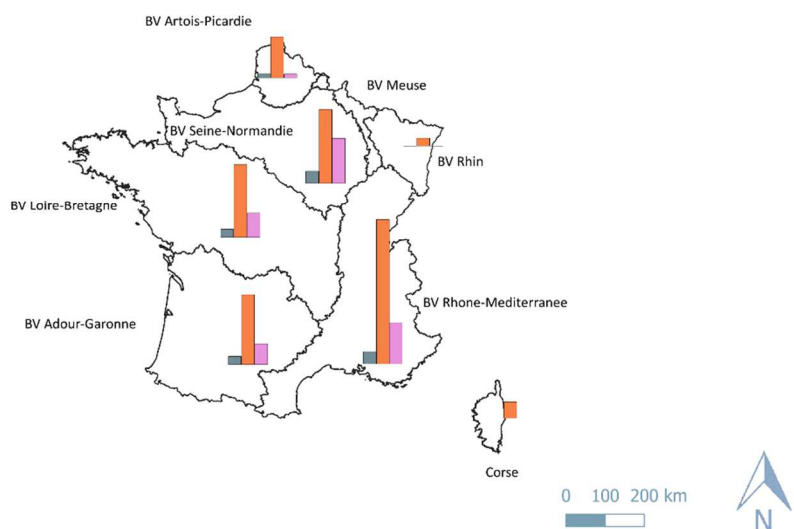 BV Artois-Picardie
BV Meuse
BV Seine-Normandie
BV Rhin
BV Loire-Bretagne
BV Rhone-Mediterranee
BV Adour-Garonne
Corse
0 100 200 km
N